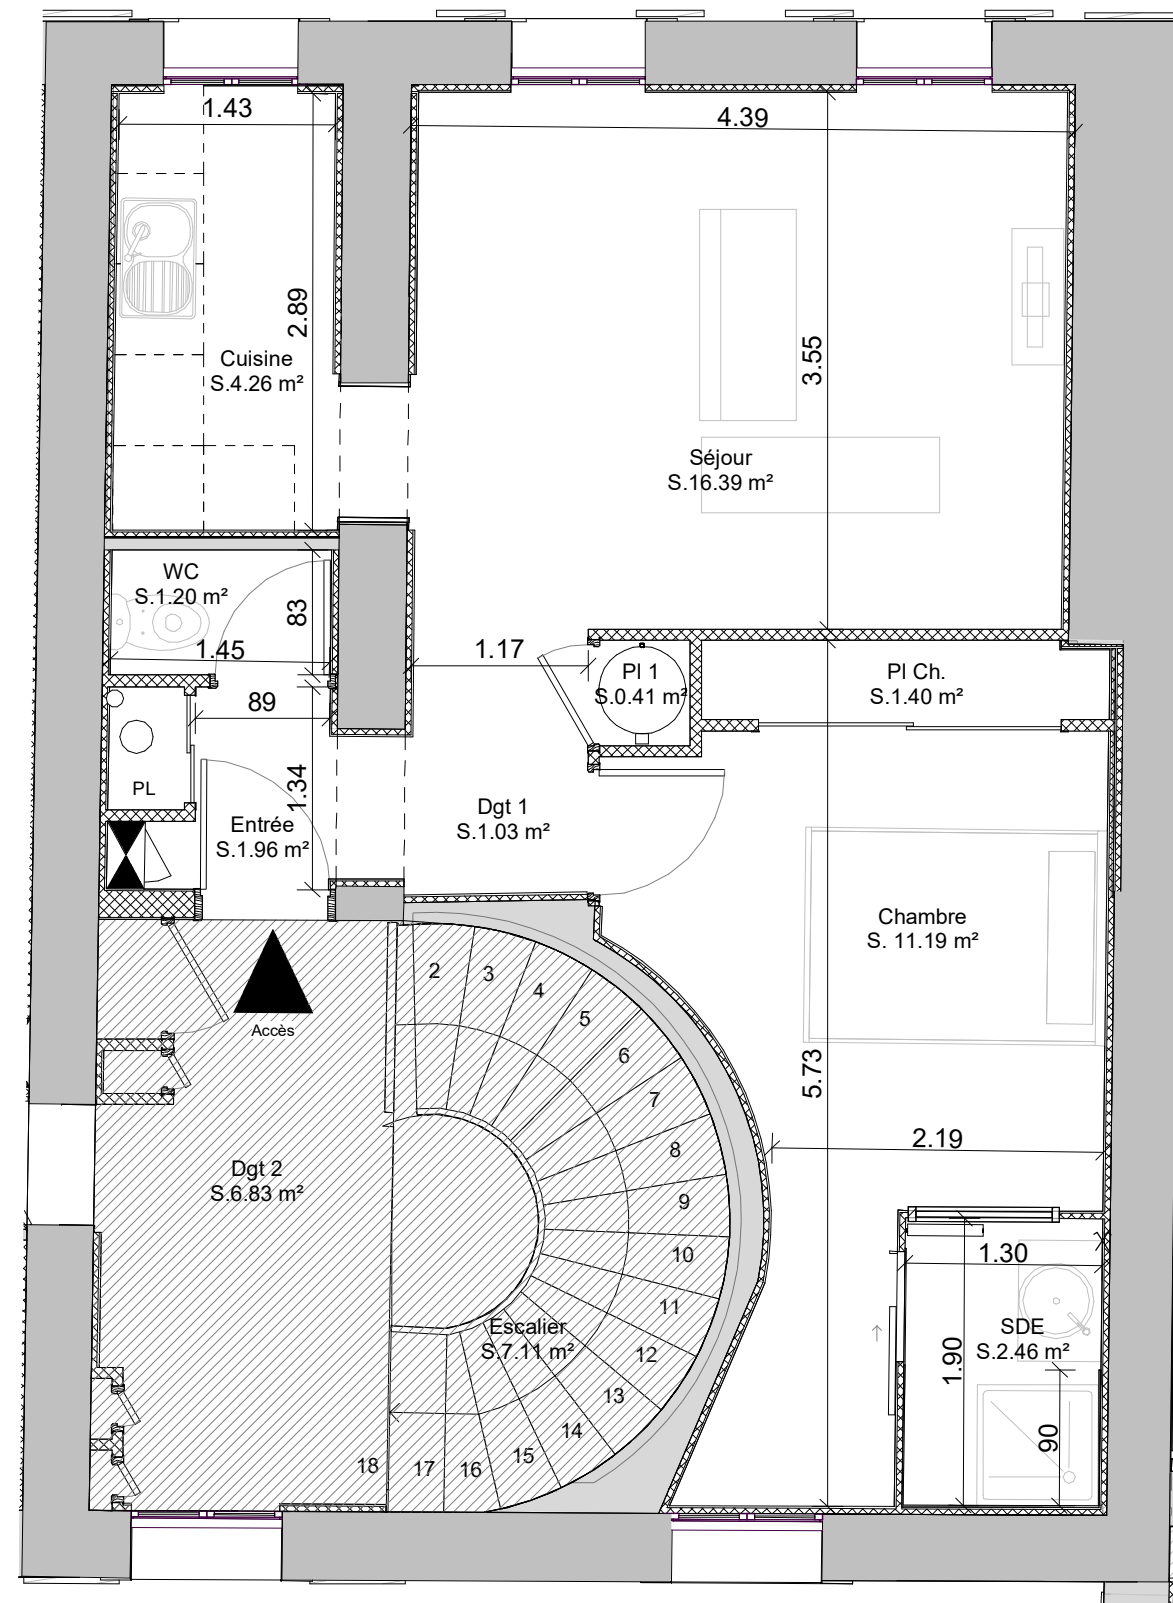 1.43
4.39
2.89
Cuisine
S.4.26 m²
3.55
Séjour
S.16.39 m²
WC
S.1.20 m²
83
1.45
1.17
Pl 1
S.0.41 m²
Pl Ch.
S.1.40 m²
89
PL
1.34
Entrée
S.1.96 m²
Dgt 1
S.1.03 m²
Chambre
S. 11.19 m²
Accès
2
3
4
5
6
7
8
9
10
11
12
13
14
15
16
17
18
5.73
2.19
Dgt 2
S.6.83 m²
Escalier
S.7.11 m²
1.30
SDE
S.2.46 m²
1.90
90